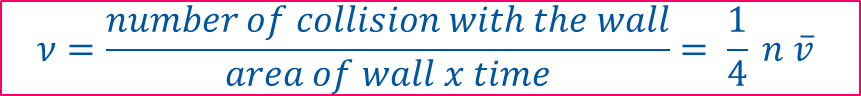 ν = number of collision with the wall / area of wall x time = 1/4 n v̄